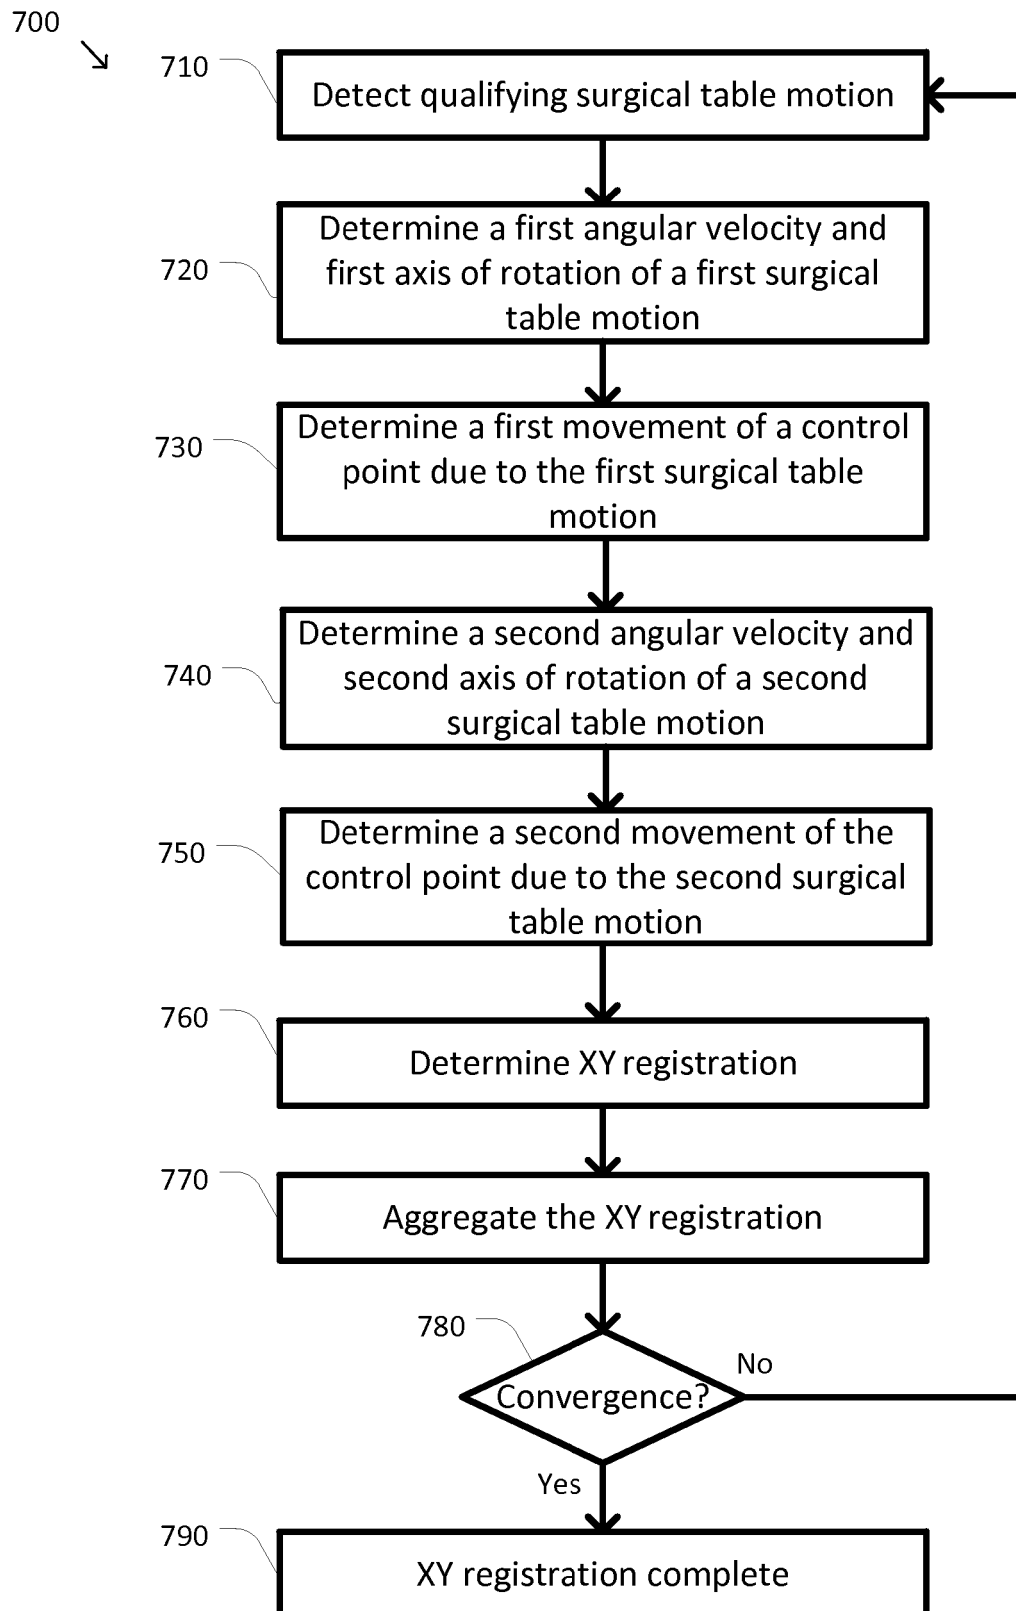 700
710
Detect qualifying surgical table motion
720
Determine a first angular velocity and
first axis of rotation of a first surgical
table motion
730
Determine a first movement of a control
point due to the first surgical table
motion
740
Determine a second angular velocity and
second axis of rotation of a second
surgical table motion
750
Determine a second movement of the
control point due to the second surgical
table motion
760
Determine XY registration
770
Aggregate the XY registration
780
Convergence?
No
Yes
790
XY registration complete